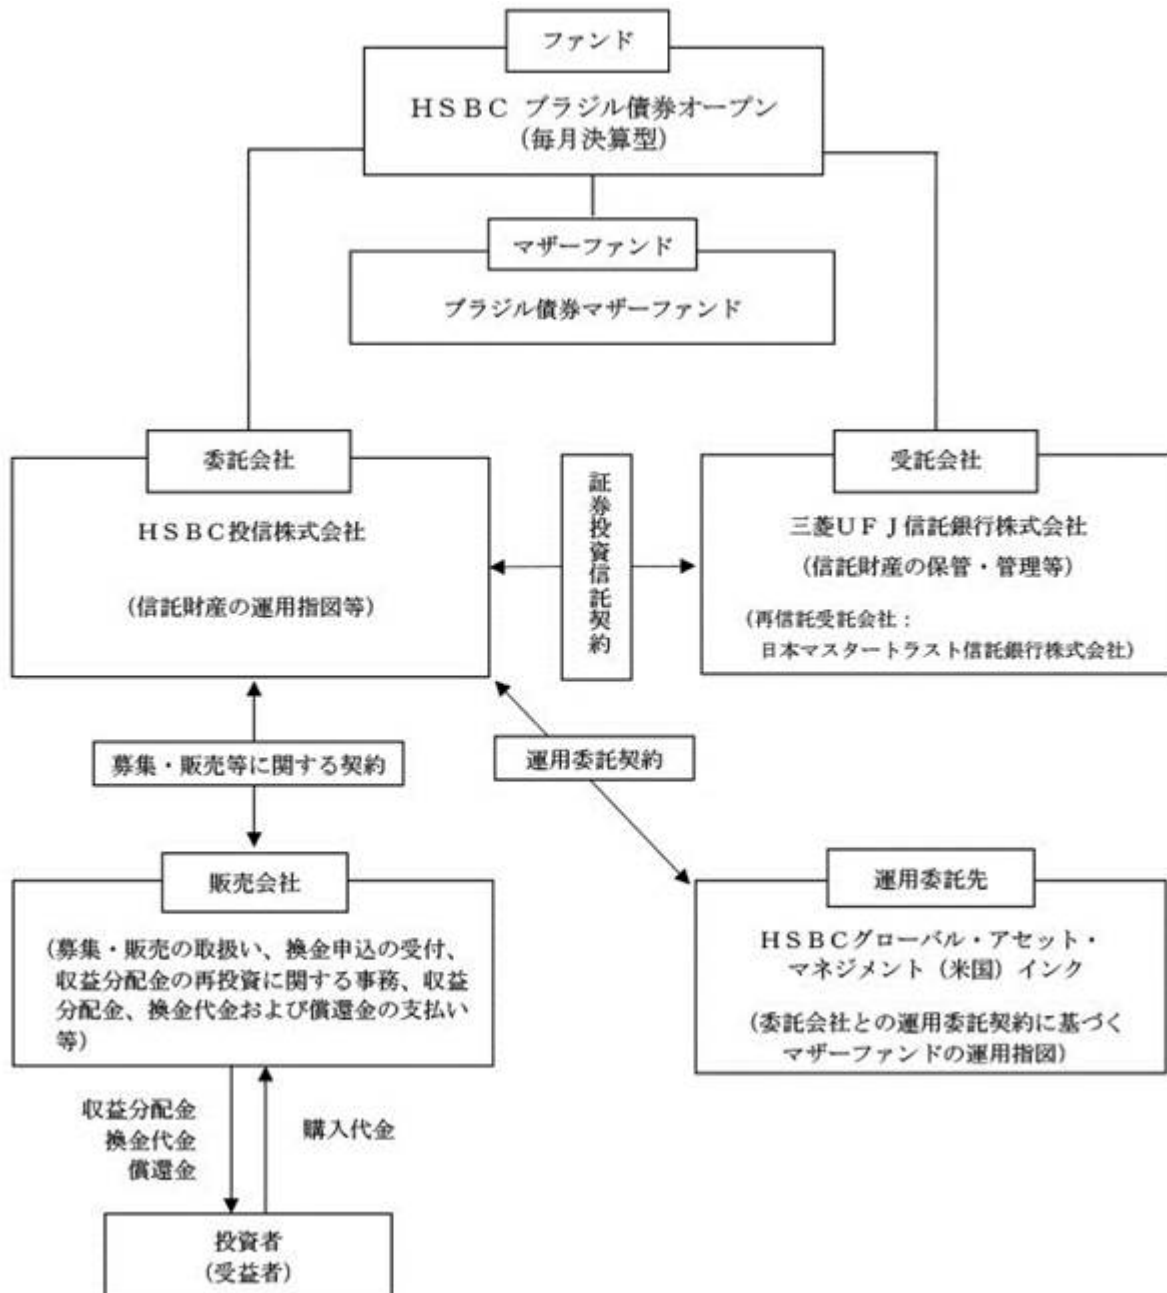 ファンド
HSBC ブラジル債券オープン
(毎月決算型)
マザーファンド
ブラジル債券マザーファンド
委託会社
HSBC投信株式会社
(信託財産の運用指図等)
証券投資信託契約
受託会社
三菱UFJ信託銀行株式会社
(信託財産の保管・管理等)
(再信託受託会社:
日本マスタートラスト信託銀行株式会社)
募集・販売等に関する契約
運用委託契約
販売会社
(募集・販売の取扱い、換金申込の受付、
収益分配金の再投資に関する事務、収益
分配金、換金代金および償還金の支払い
等)
運用委託先
HSBCグローバル・アセット・
マネジメント(米国)インク
(委託会社との運用委託契約に基づく
マザーファンドの運用指図)
収益分配金
換金代金
償還金
購入代金
投資者
(受益者)